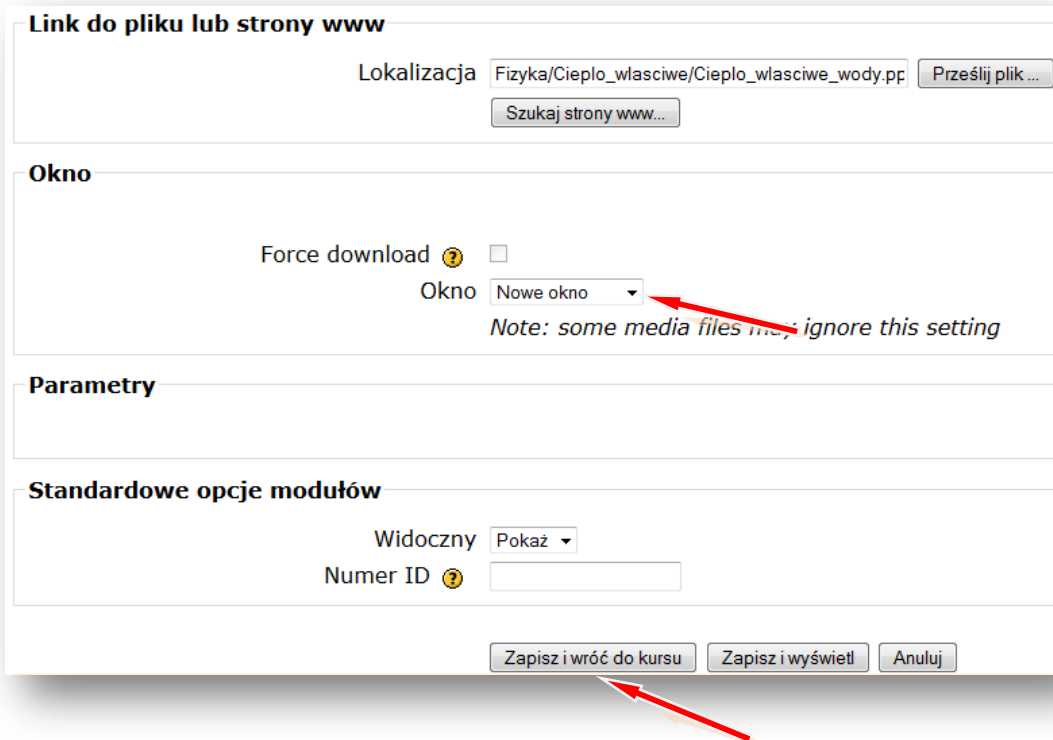 Link do pliku lub strony www
Lokalizacja Fizyka/Cieplo_wlasciwe/Cieplo_wlasciwe_wody.pp Prześlij plik ...
Szukaj strony www...
Okno
Force download
Okno Nowe okno
Note: some media files may ignore this setting
Parametry
Standardowe opcje modułów
Widoczny Pokaż
Numer ID
Zapisz i wróć do kursu Zapisz i wyświetl Anuluj